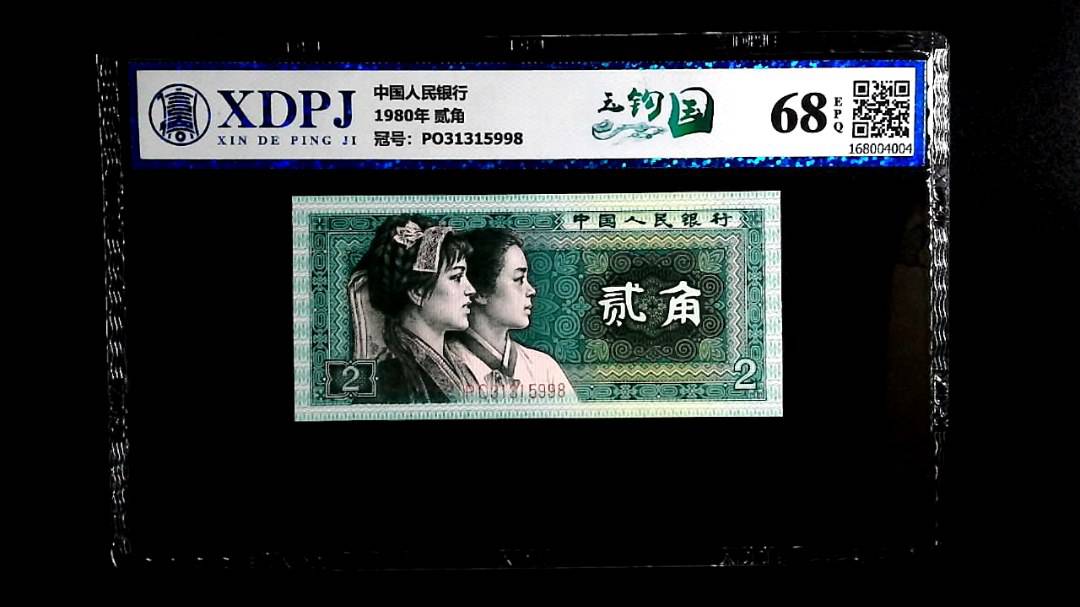 XDPJ
XIN DE PING JI
中国人民银行
1980年 贰角
冠号：PO31315998
玉钩国
68
EPQ
168004004
中国人民银行
贰角
2
2
PO31315998